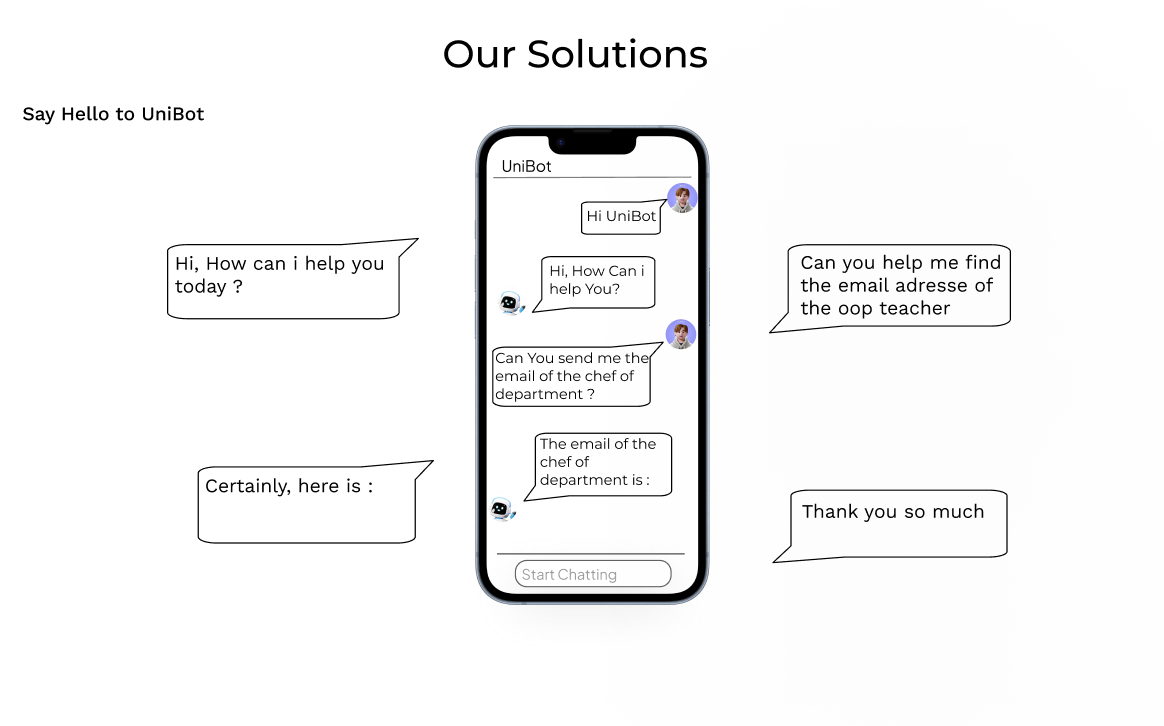 Our Solutions
Say Hello to UniBot
UniBot
Hi UniBot
Hi, How Can i
help You?
Can You send me the
email of the chef of
department ?
The email of the
chef of
department is :
Start Chatting
Hi, How can i help you
today ?
Can you help me find
the email adresse of
the oop teacher
Certainly, here is :
Thank you so much